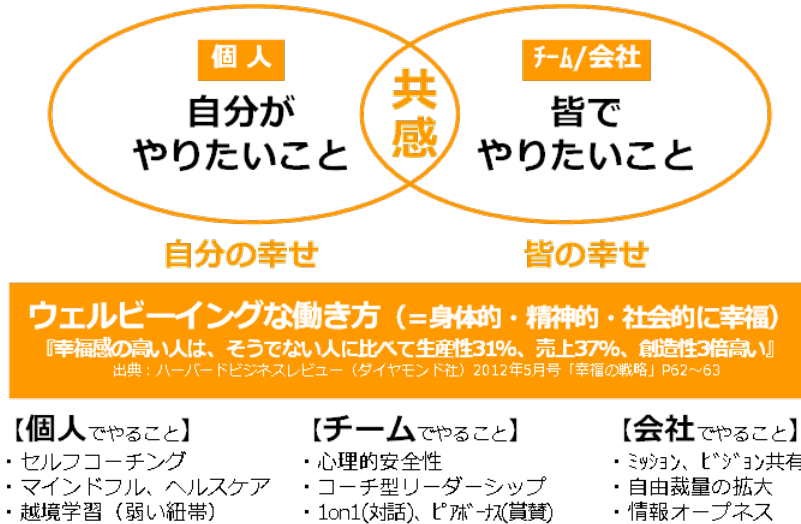 個人
チーム/会社
自分が
やりたいこと
共感
皆で
やりたいこと
自分の幸せ
皆の幸せ
ウェルビーイングな働き方（=身体的・精神的・社会的に幸福）
『幸福感の高い人は、そうでない人に比べて生産性31%、売上37%、創造性3倍高い』
出典：ハーバードビジネスレビュー（ダイヤモンド社）2012年5月号「幸福の戦略」P62～63
【個人でやること】
・セルフコーチング
・マインドフル、ヘルスケア
・越境学習（弱い紐帯）
【チームでやること】
・心理的安全性
・コーチ型リーダーシップ
・1on1(対話)、ピアボーナス(賞賛)
【会社でやること】
・ミッション、ビジョン共有
・自由裁量の拡大
・情報オープネス